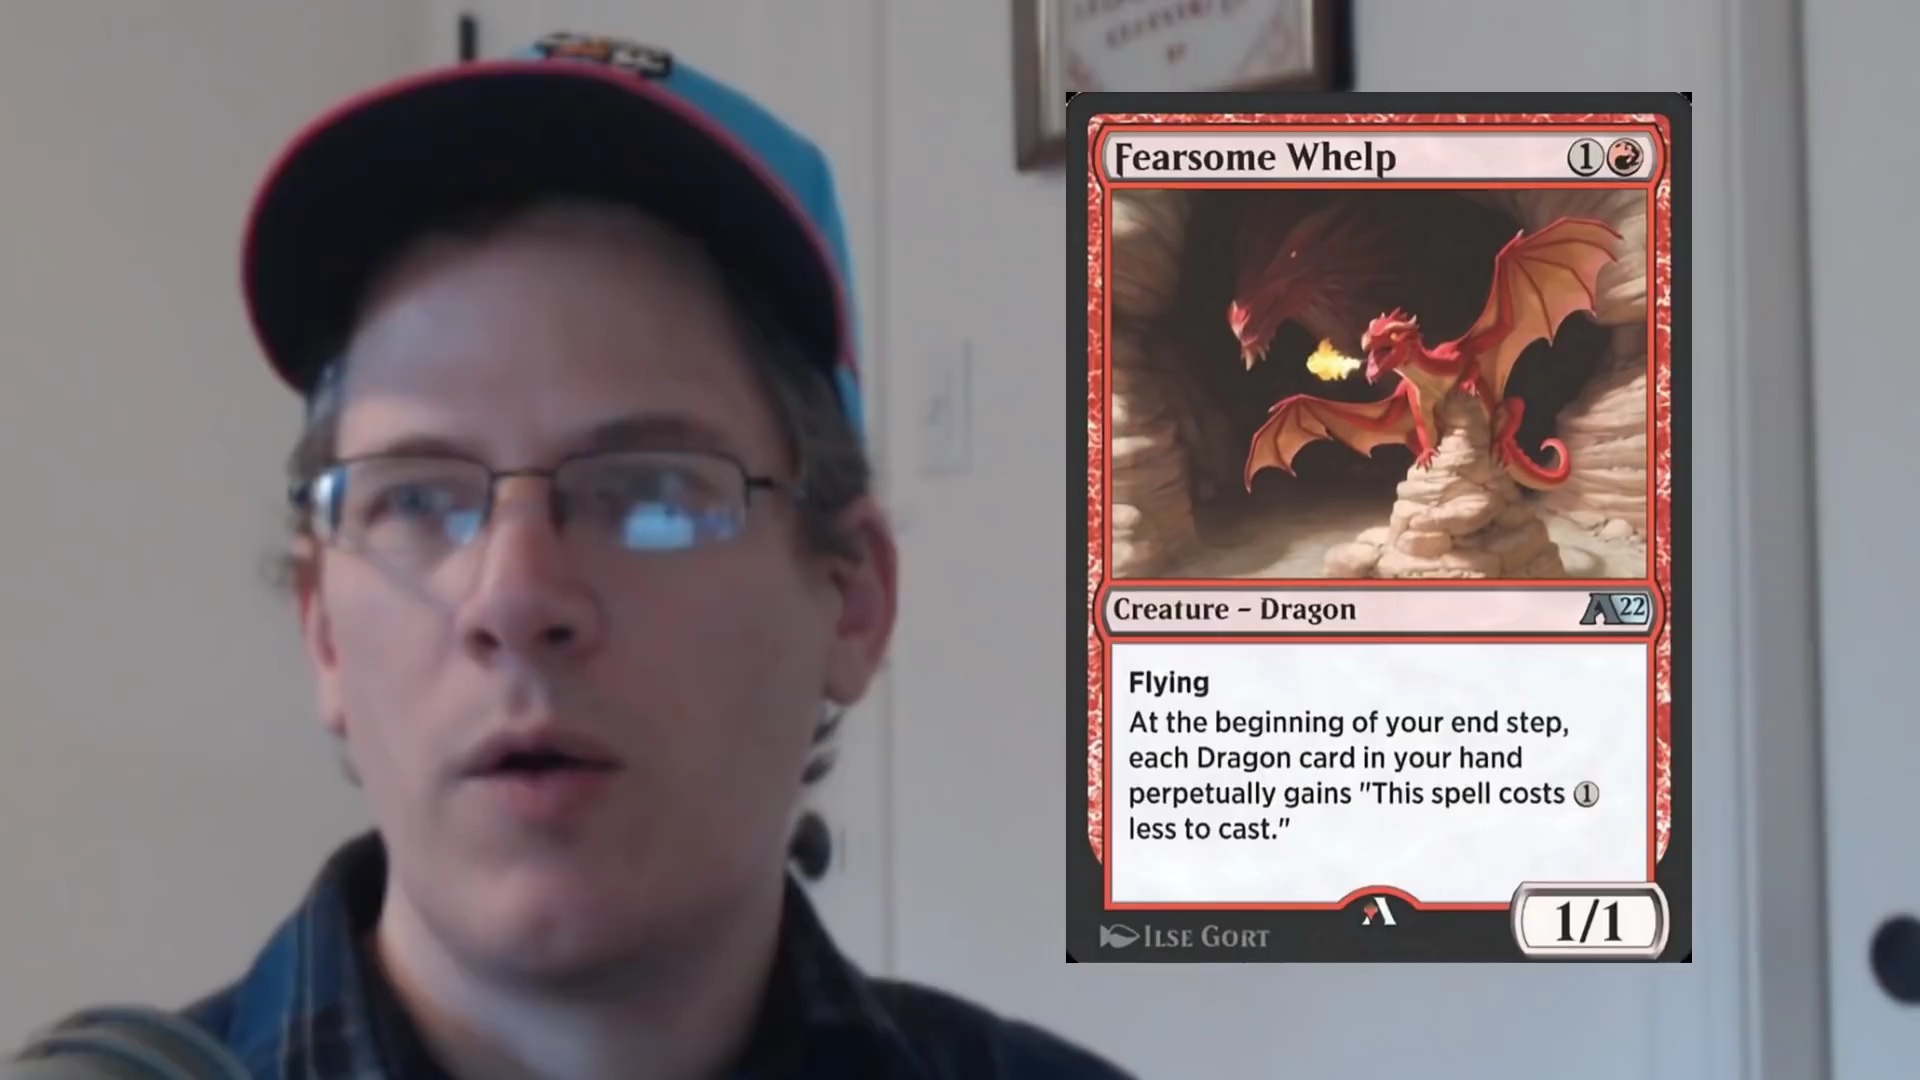 Fearsome Whelp 1
Creature – Dragon A22
Flying
At the beginning of your end step,
each Dragon card in your hand
perpetually gains "This spell costs 1
less to cast."
1/1
ILSE GORT